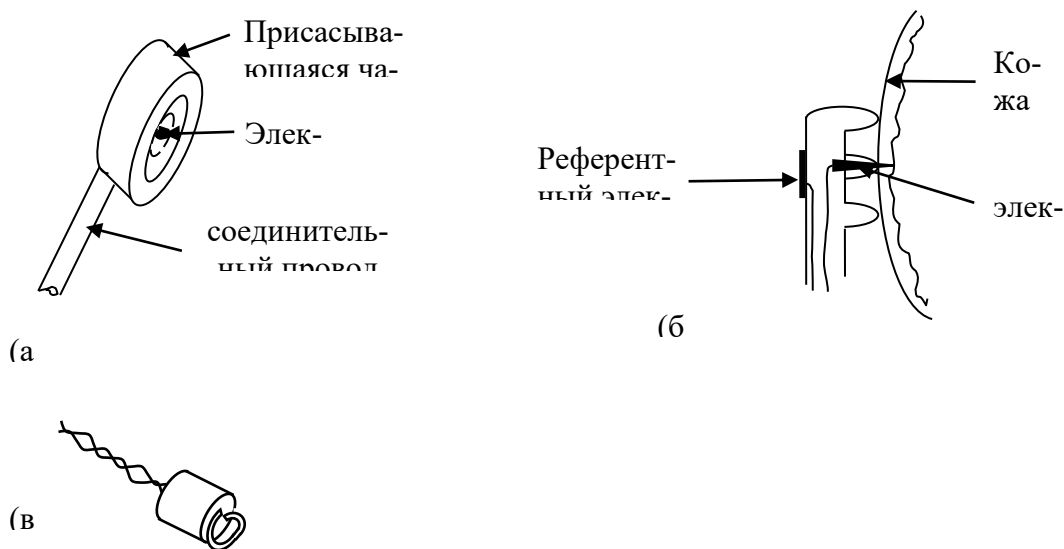 Присасыва-
ющаяся ча-
Элек-
соединитель-
ный провод
(а
Ко-
жа
Референт-
ный элек-
элек-
(б
(в